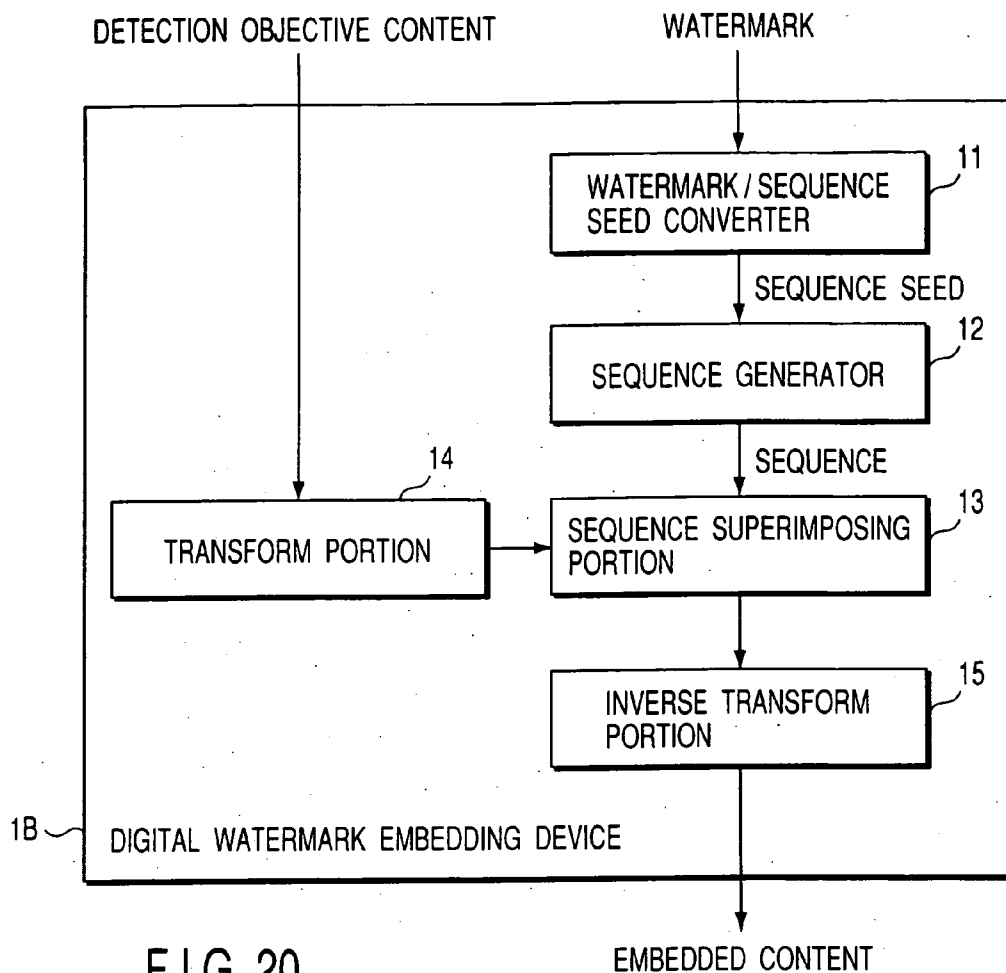 DETECTION OBJECTIVE CONTENT
WATERMARK
11
WATERMARK / SEQUENCE
SEED CONVERTER
SEQUENCE SEED
12
SEQUENCE GENERATOR
SEQUENCE
14
TRANSFORM PORTION
13
SEQUENCE SUPERIMPOSING
PORTION
15
INVERSE TRANSFORM
PORTION
1B
DIGITAL WATERMARK EMBEDDING DEVICE
FIG. 20
EMBEDDED CONTENT